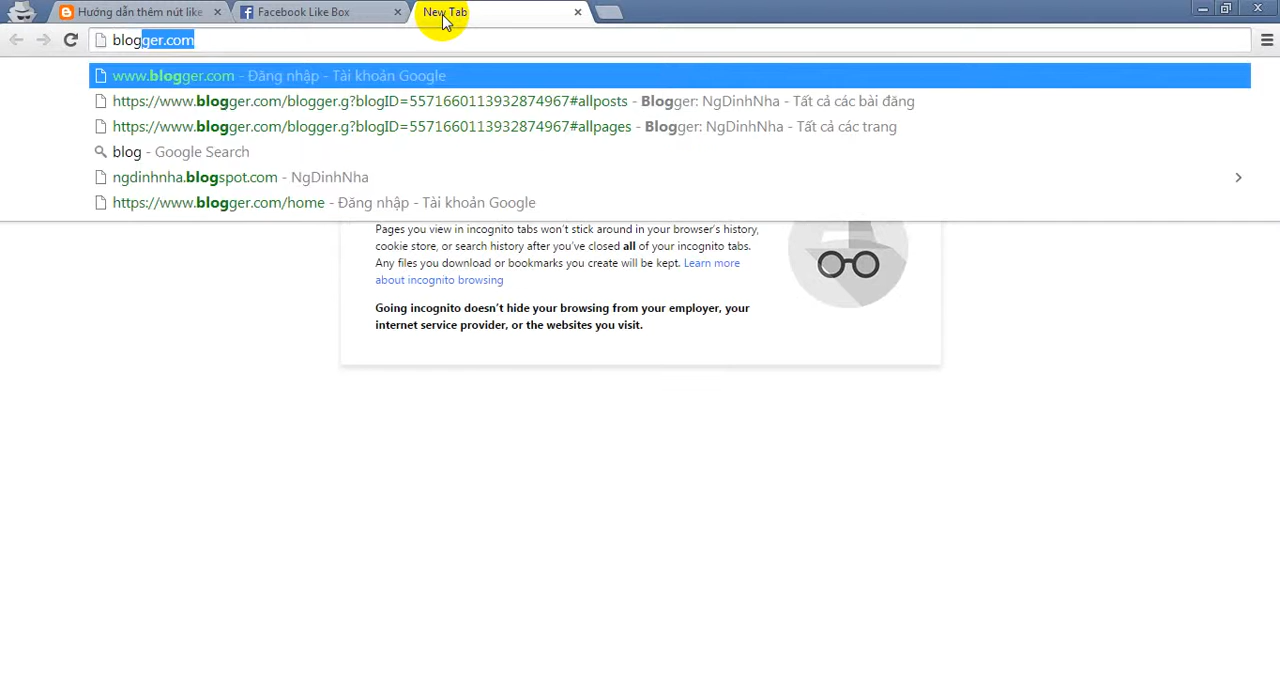 Hướng dẫn thêm nút like
Facebook Like Box
New Tab
blogger.com
www.blogger.com - Đăng nhập - Tài khoản Google
https://www.blogger.com/blogger.g?blogID=5571660113932874967#allposts - Blogger: NgDinhNha - Tất cả các bài đăng
https://www.blogger.com/blogger.g?blogID=5571660113932874967#allpages - Blogger: NgDinhNha - Tất cả các trang
blog - Google Search
ngdinhnha.blogspot.com - NgDinhNha
https://www.blogger.com/home - Đăng nhập - Tài khoản Google
Pages you view in incognito tabs won't stick around in your browser's history,
cookie store, or search history after you've closed all of your incognito tabs.
Any files you download or bookmarks you create will be kept. Learn more
about incognito browsing
Going incognito doesn't hide your browsing from your employer, your
internet service provider, or the websites you visit.